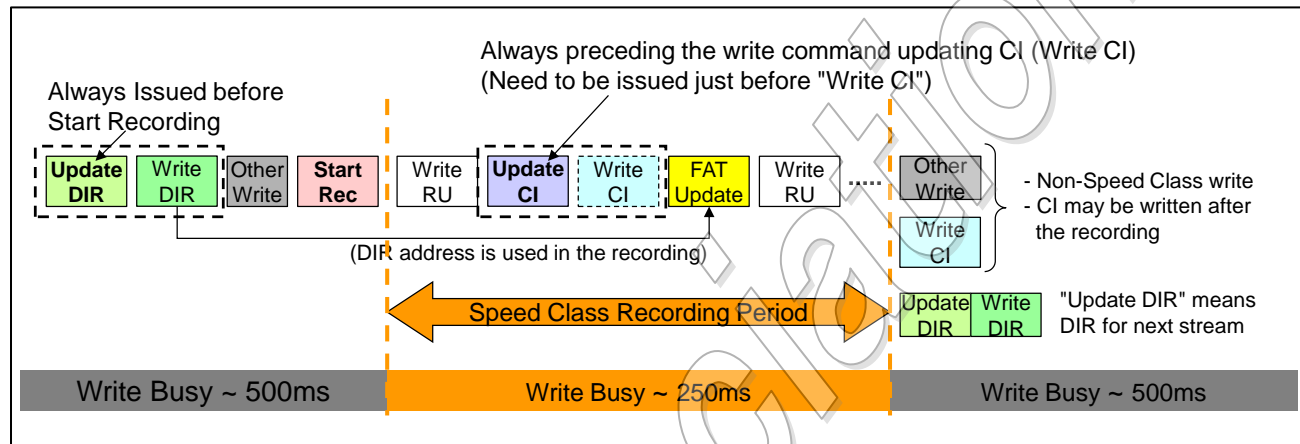 Always preceding the write command updating CI (Write CI)
(Need to be issued just before "Write CI")
Always Issued before
Start Recording
Update
DIR
Write
DIR
Other
Write
Start
Rec
Write
RU
Update
CI
Write
CI
FAT
Update
Write
RU
.....
Other
Write
Write
CI
- Non-Speed Class write
- CI may be written after
the recording
(DIR address is used in the recording)
Speed Class Recording Period
Update
DIR
Write
DIR
"Update DIR" means
DIR for next stream
Write Busy ~ 500ms
Write Busy ~ 250ms
Write Busy ~ 500ms
ciation